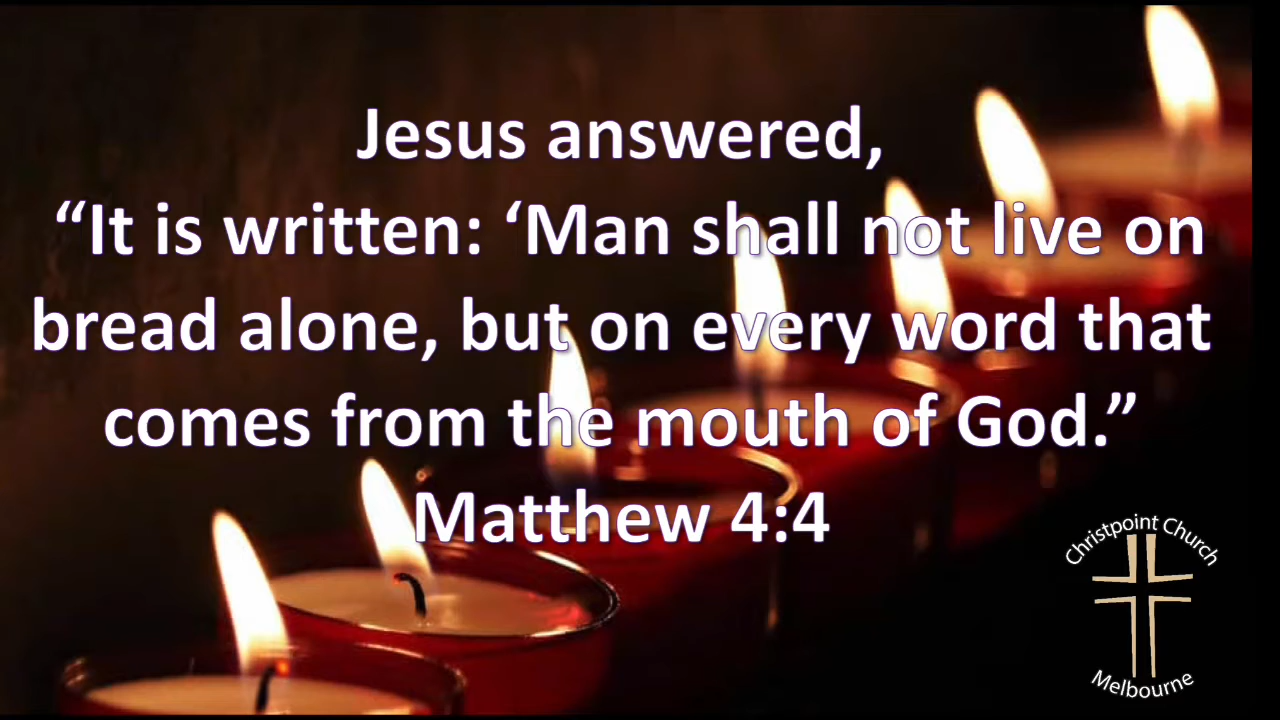 Jesus answered,
“It is written: ‘Man shall not live on
bread alone, but on every word that
comes from the mouth of God.”
Matthew 4:4
Christpoint Church
Melbourne